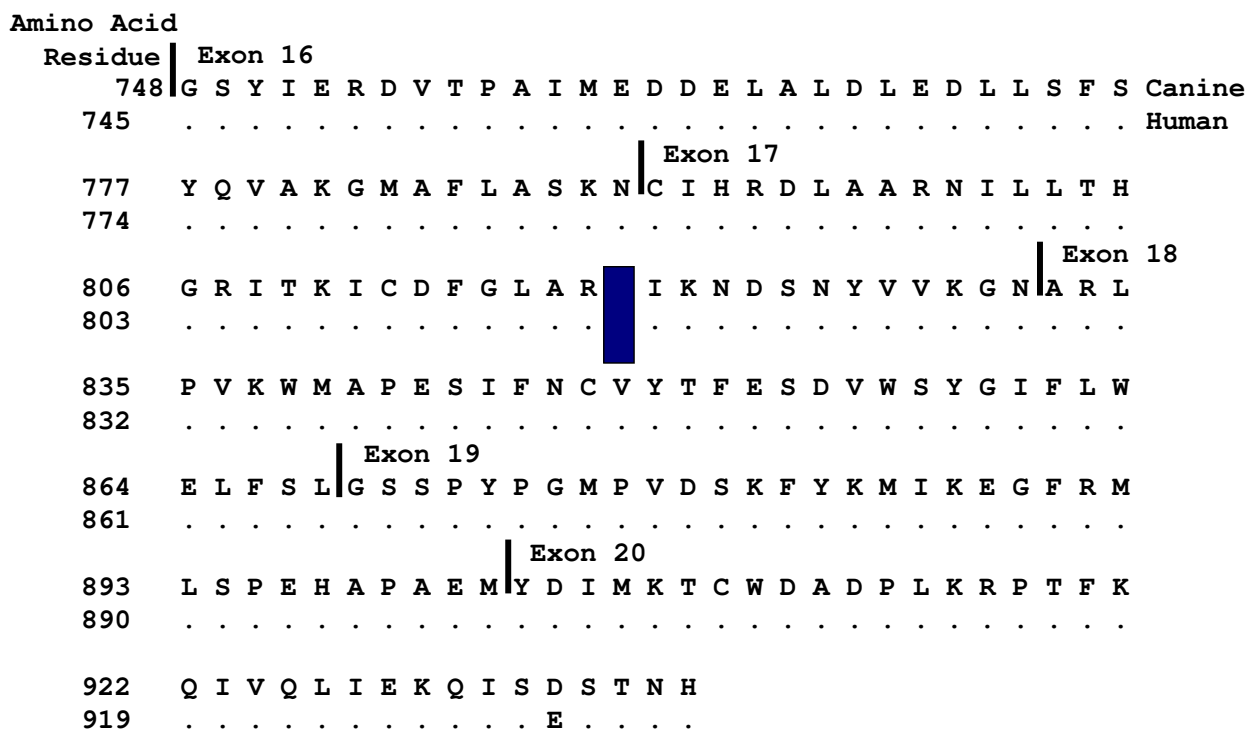 Amino Acid
Residue Exon 16
748 G S Y I E R D V T P A I M E D D E L A L D L E D L L S F S Canine
745 . . . . . . . . . . . . . . . . . . . . . . . . . . . . . Human
Exon 17
777 Y Q V A K G M A F L A S K N C I H R D L A A R N I L L T H
774 . . . . . . . . . . . . . . . . . . . . . . . . . . . . .
Exon 18
806 G R I T K I C D F G L A R I K N D S N Y V V K G N A R L
803 . . . . . . . . . . . . . . . . . . . . . . . . . . . .
835 P V K W M A P E S I F N C V Y T F E S D V W S Y G I F L W
832 . . . . . . . . . . . . . . . . . . . . . . . . . . . . .
Exon 19
864 E L F S L G S S P Y P G M P V D S K F Y K M I K E G F R M
861 . . . . . . . . . . . . . . . . . . . . . . . . . . . . .
Exon 20
893 L S P E H A P A E M Y D I M K T C W D A D P L K R P T F K
890 . . . . . . . . . . . . . . . . . . . . . . . . . . . . .
922 Q I V Q L I E K Q I S D S T N H
919 . . . . . . . . . . . E . . . .